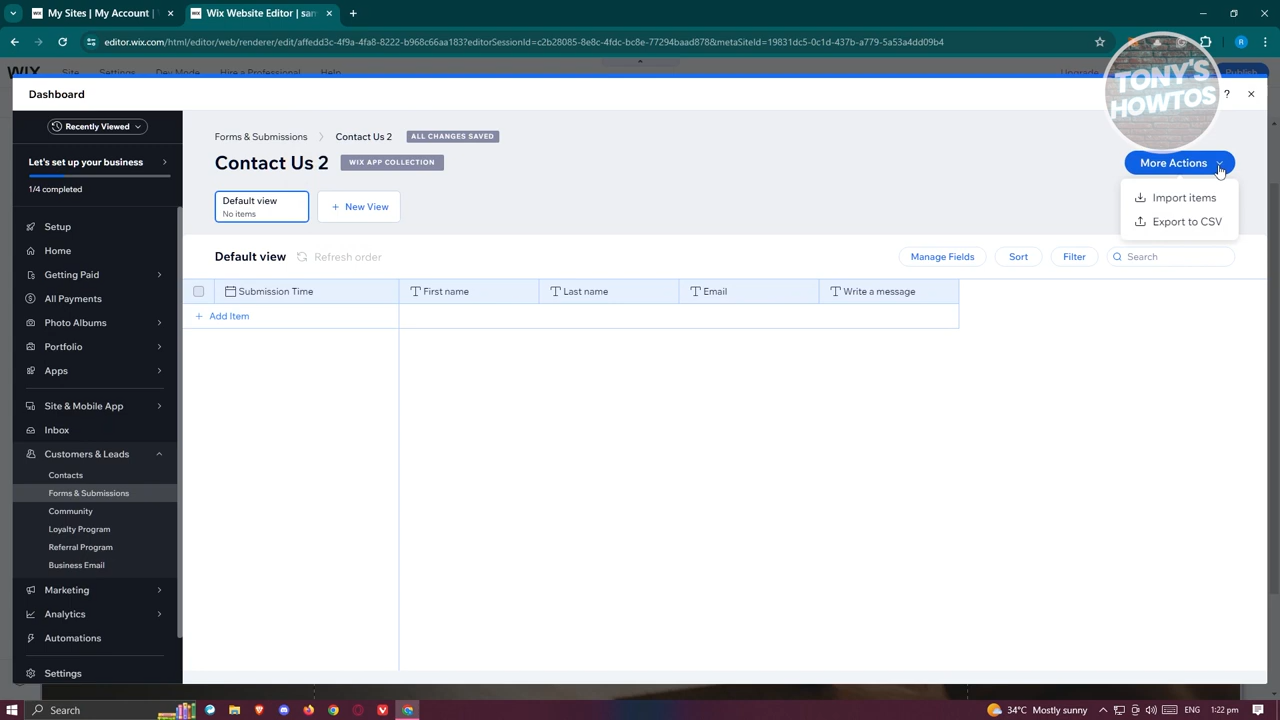 My Sites | My Account |
Wix Website Editor | sam
editor.wix.com/html/editor/web/renderer/edit/affedd3c-4f9a-4fa8-8222-b968c66aa183?editorSessionId=c2b28085-8e8c-4fdc-bc8e-77294baad878&metaSiteId=19831dc5-0c1d-437b-a779-5a53a4dd09b4
WIX Site Settings Dev Mode Hire a Professional Help Upgrade Publish
TONY'S
HOWTOS
Dashboard
?
Recently Viewed
Let's set up your business
1/4 completed
Setup
Home
Getting Paid
All Payments
Photo Albums
Portfolio
Apps
Site & Mobile App
Inbox
Customers & Leads
Contacts
Forms & Submissions
Community
Loyalty Program
Referral Program
Business Email
Marketing
Analytics
Automations
Settings
Forms & Submissions > Contact Us 2 ALL CHANGES SAVED
Contact Us 2 WIX APP COLLECTION
More Actions
Import items
Export to CSV
Default view
No items
+ New View
Default view Refresh order
Manage Fields Sort Filter Search
Submission Time First name Last name Email Write a message
+ Add Item
Search
34°C Mostly sunny ENG 1:22 pm